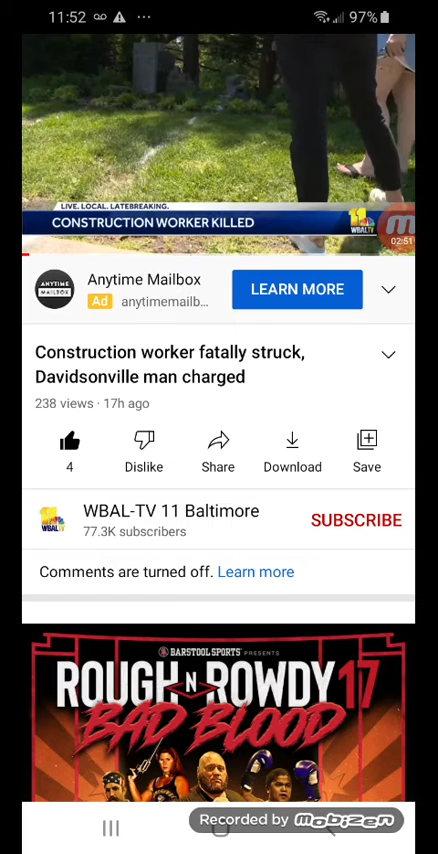 11:52 97%
LIVE. LOCAL. LATEBREAKING.
CONSTRUCTION WORKER KILLED
WBALTV
02:51
ANYTIME
MAILBOX
Anytime Mailbox
Ad anytimemailb...
LEARN MORE
Construction worker fatally struck,
Davidsonville man charged
238 views · 17h ago
4 Dislike Share Download Save
WBALTV
WBAL-TV 11 Baltimore
77.3K subscribers
SUBSCRIBE
Comments are turned off. Learn more
BARSTOOL SPORTS PRESENTS
ROUGH N ROWDY 17
BAD BLOOD
Recorded by mobizen